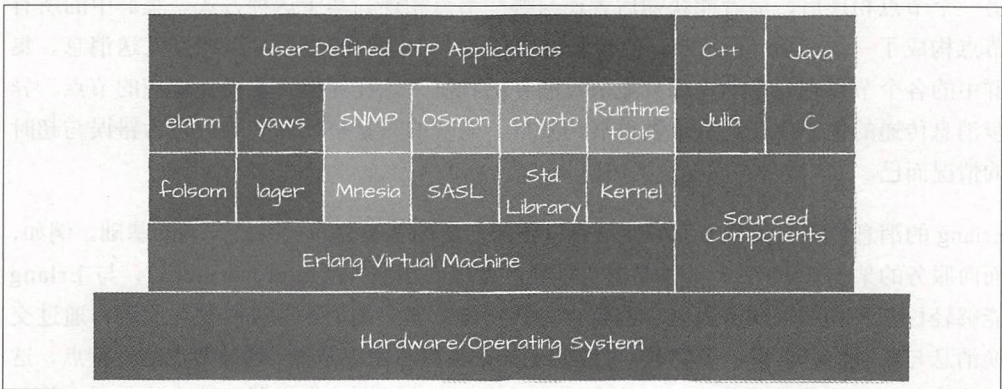 User-Defined OTP Applications
C++
Java
elarm
yaws
SNMP
OSmon
crypto
Runtime
tools
Julia
C
folsom
lager
Mnesia
SASL
Std.
Library
Kernel
Sourced
Components
Erlang Virtual Machine
Hardware/Operating System